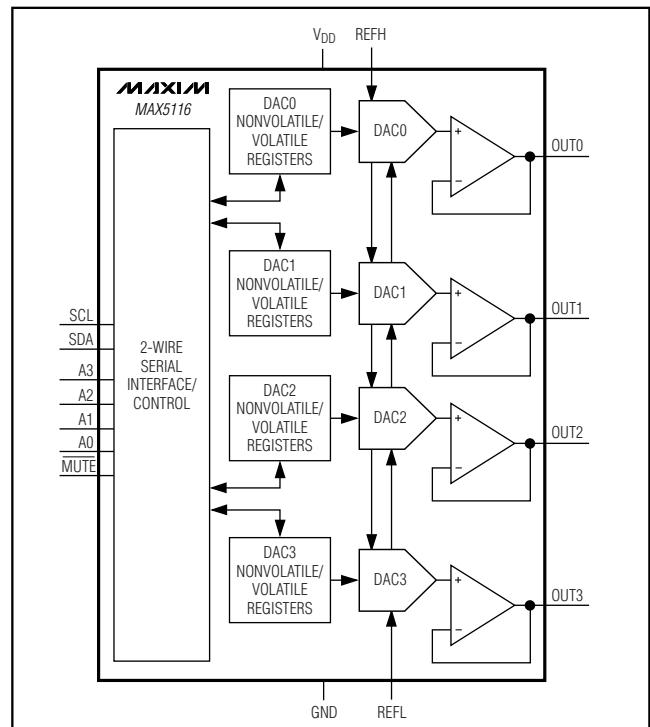 VDD REFH
MAXIM
MAX5116
DAC0
NONVOLATILE/
VOLATILE
REGISTERS
DAC0
+
−
OUT0
DAC1
NONVOLATILE/
VOLATILE
REGISTERS
DAC1
+
−
OUT1
SCL
SDA
A3
A2
A1
A0
MUTE
2-WIRE
SERIAL
INTERFACE/
CONTROL
DAC2
NONVOLATILE/
VOLATILE
REGISTERS
DAC2
+
−
OUT2
DAC3
NONVOLATILE/
VOLATILE
REGISTERS
DAC3
+
−
OUT3
GND REFL